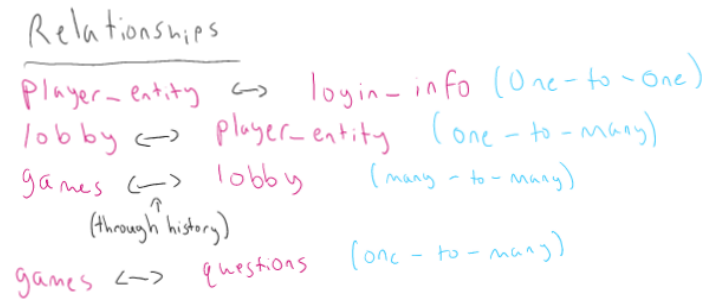 Relationships
player_entity <-> login_info (One-to-One)
lobby <-> player_entity (one-to-many)
games <-> lobby (many-to-many)
↑
(through history)
games <-> questions (one-to-many)